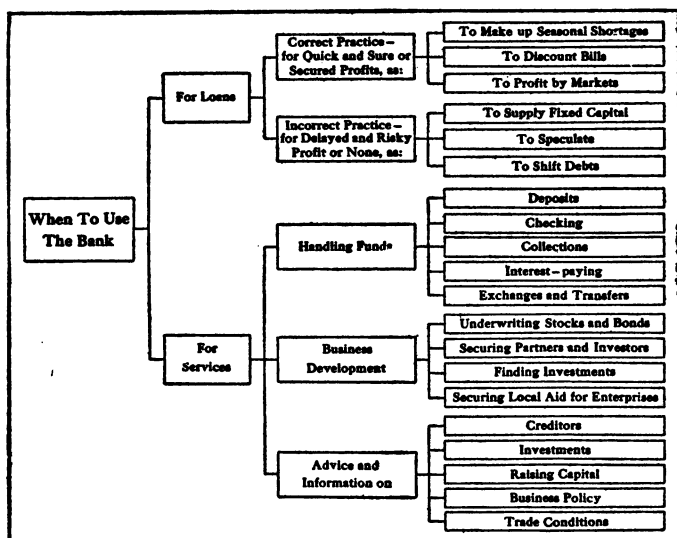 When To Use
The Bank
For Loans
Correct Practice–
for Quick and Sure or
Secured Profits, as:
To Make up Seasonal Shortages
To Discount Bills
To Profit by Markets
Incorrect Practice–
for Delayed and Risky
Profit or None, as:
To Supply Fixed Capital
To Speculate
To Shift Debts
For
Services
Handling Funds
Deposits
Checking
Collections
Interest–paying
Exchanges and Transfers
Business
Development
Underwriting Stocks and Bonds
Securing Partners and Investors
Finding Investments
Securing Local Aid for Enterprises
Advice and
Information on
Creditors
Investments
Raising Capital
Business Policy
Trade Conditions